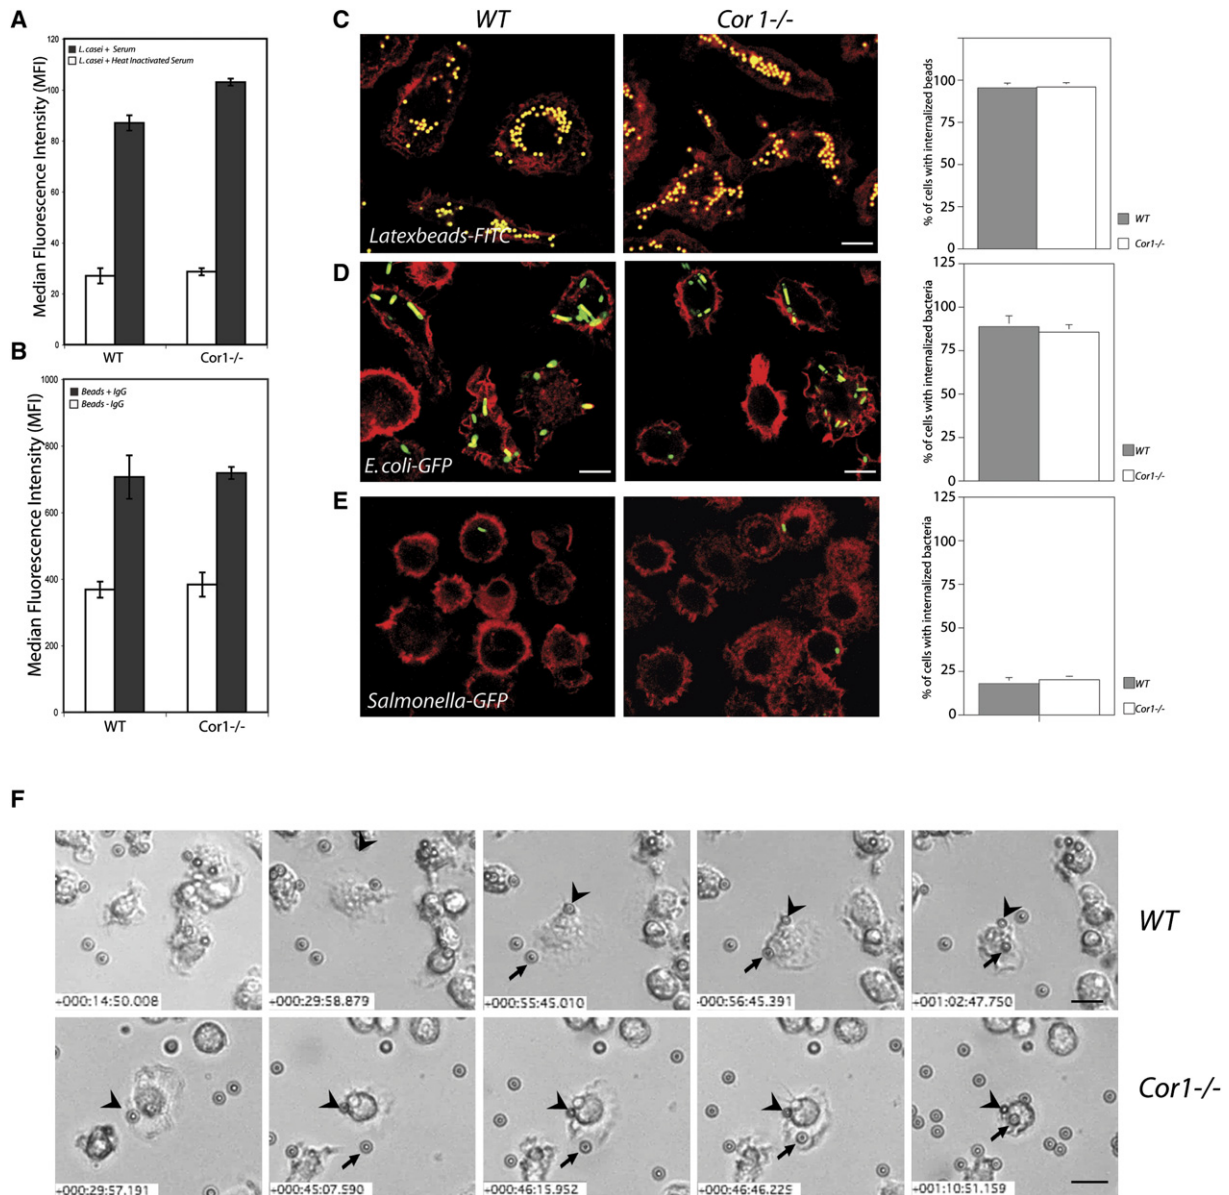 A
Median Fluorescence Intensity (MFI)
120
100
80
60
40
20
0
L.casei + Serum
L.casei + Heat Inactivated Serum
WT
Cor1-/-
B
Median Fluorescence Intensity (MFI)
1000
800
600
400
200
0
Beads + IgG
Beads - IgG
WT
Cor1-/-
C
WT
Cor 1-/-
Latexbeads-FITC
% of cells with internalized beads
100
75
50
25
0
WT
Cor1-/-
D
E.coli-GFP
% of cells with internalized bacteria
125
100
75
50
25
0
WT
Cor1-/-
E
Salmonella-GFP
% of cells with internalized bacteria
125
100
75
50
25
0
WT
Cor1-/-
F
+000:14:50.008
+000:29:58.879
+000:55:45.010
-000:56:45.391
+001:02:47.750
WT
+000:29:57.191
+000:45:07.590
+000:46:15.952
+000:46:46.225
+001:10:51.159
Cor1-/-